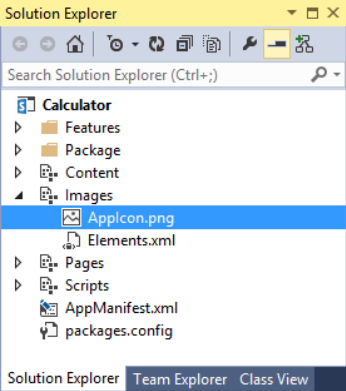 Solution Explorer
Search Solution Explorer (Ctrl+;)
Calculator
Features
Package
Content
Images
AppIcon.png
Elements.xml
Pages
Scripts
AppManifest.xml
packages.config
Solution Explorer Team Explorer Class View